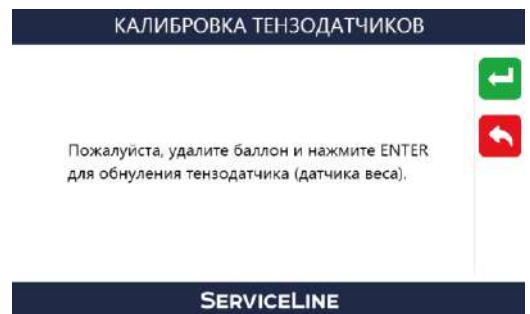 КАЛИБРОВКА ТЕНЗОДАТЧИКОВ
Пожалуйста, удалите баллон и нажмите ENTER
для обнуления тензодатчика (датчика веса).
SERVICELINE